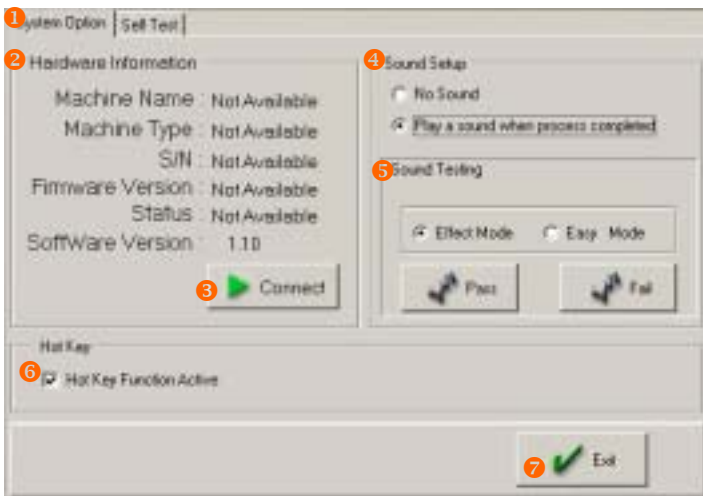 1 System Option Self Test
2 Hardware Information
Machine Name : Not Available
Machine Type : Not Available
S/N : Not Available
Firmware Version : Not Available
Status : Not Available
SoftWare Version : 1.10
3 Connect
4 Sound Setup
No Sound
Play a sound when process completed
5 Sound Testing
Effect Mode Easy Mode
Pass Fail
Hot Key
6 Hot Key Function Active
7 Exit